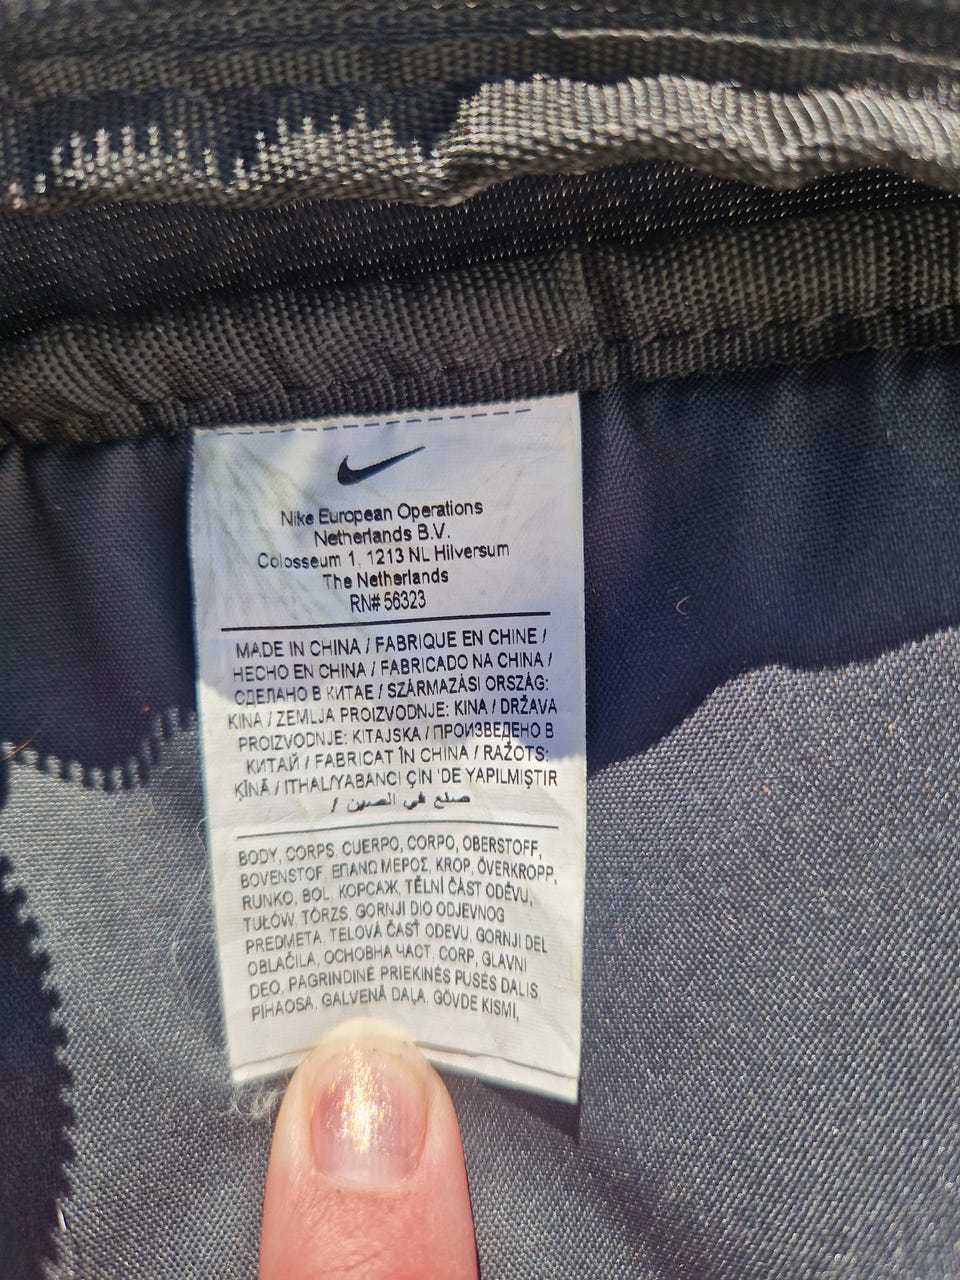 Nike European Operations
Netherlands B.V.
Colosseum 1, 1213 NL Hilversum
The Netherlands
RN# 56323
MADE IN CHINA / FABRIQUE EN CHINE /
HECHO EN CHINA / FABRICADO NA CHINA /
СДЕЛАНО В КИТАЕ / SZÁRMAZÁSI ORSZÁG:
KINA / ZEMLJA PROIZVODNJE: KINA / DRŽAVA
PROIZVODNJE: KITAJSKA / ПРОИЗВЕДЕНО В
КИТАЙ / FABRICAT ÎN CHINA / RAŽOTS:
ĶĪNĀ / ITHAL/YABANCI ÇİN 'DE YAPILMIŞTIR
/ صنع في الصين
BODY, CORPS, CUERPO, CORPO, OBERSTOFF,
BOVENSTOF, ΕΠΑΝΩ ΜΕΡΟΣ, KROP, ÖVERKROPP,
RUNKO, BOL, КОРСАЖ, TĚLNÍ ČÁST ODĚVU,
TUŁÓW, TÖRZS, GORNJI DIO ODJEVNOG
PREDMETA, TELOVÁ ČASŤ ODEVU, GORNJI DEL
OBLAČILA, ОСНОВНА ЧАСТ, CORP, GLAVNI
DEO, PAGRINDINĖ PRIEKINĖS PUSĖS DALIS,
PIHAOSA, GALVENĀ DAĻA, GÖVDE KISMI,